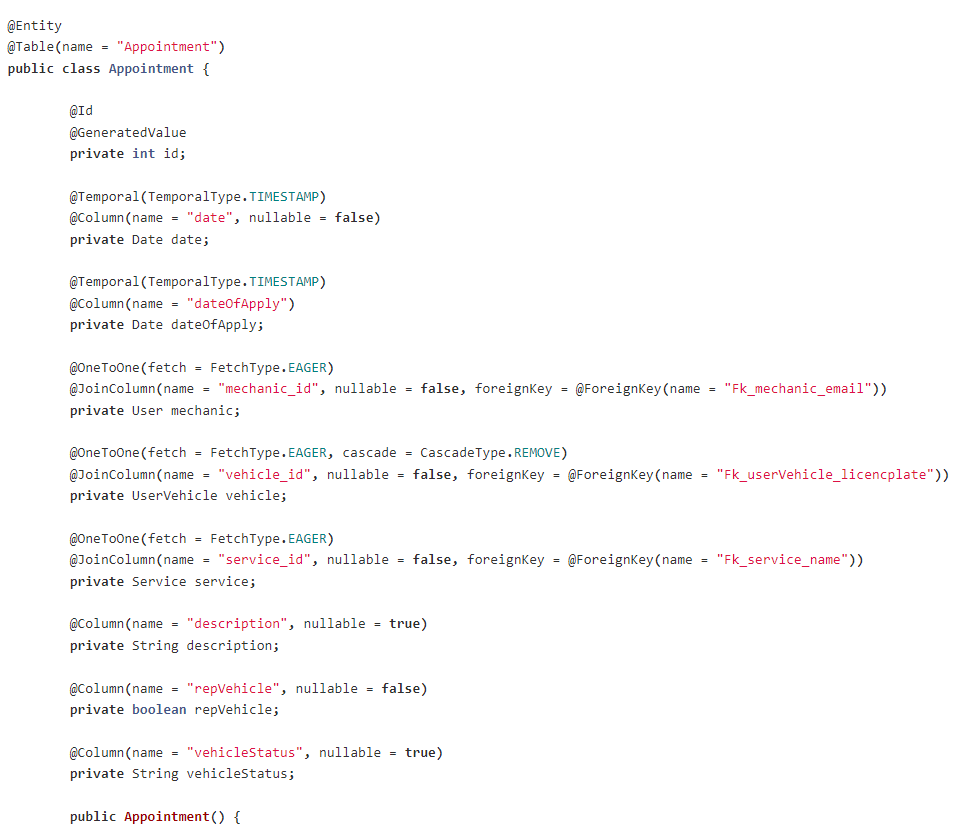 @Entity
@Table(name = "Appointment")
public class Appointment {
@Id
@GeneratedValue
private int id;
@Temporal(TemporalType.TIMESTAMP)
@Column(name = "date", nullable = false)
private Date date;
@Temporal(TemporalType.TIMESTAMP)
@Column(name = "dateOfApply")
private Date dateOfApply;
@OneToOne(fetch = FetchType.EAGER)
@JoinColumn(name = "mechanic_id", nullable = false, foreignKey = @ForeignKey(name = "Fk_mechanic_email"))
private User mechanic;
@OneToOne(fetch = FetchType.EAGER, cascade = CascadeType.REMOVE)
@JoinColumn(name = "vehicle_id", nullable = false, foreignKey = @ForeignKey(name = "Fk_userVehicle_licencplate"))
private UserVehicle vehicle;
@OneToOne(fetch = FetchType.EAGER)
@JoinColumn(name = "service_id", nullable = false, foreignKey = @ForeignKey(name = "Fk_service_name"))
private Service service;
@Column(name = "description", nullable = true)
private String description;
@Column(name = "repVehicle", nullable = false)
private boolean repVehicle;
@Column(name = "vehicleStatus", nullable = true)
private String vehicleStatus;
public Appointment() {